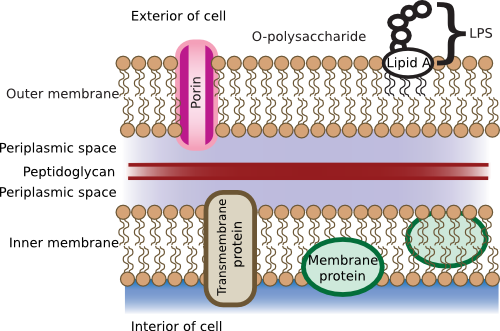 Exterior of cell
O-polysaccharide
LPS
Lipid A
Porin
Outer membrane
Periplasmic space
Peptidoglycan
Periplasmic space
Transmembrane
protein
Inner membrane
Membrane
protein
Interior of cell